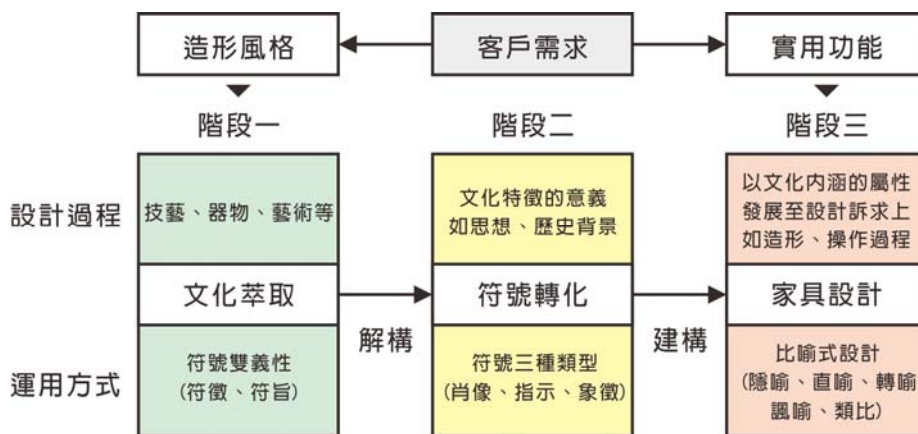 造形風格
客戶需求
實用功能
階段一
階段二
階段三
設計過程
技藝、器物、藝術等
文化特徵的意義
如思想、歷史背景
以文化內涵的屬性
發展至設計訴求上
如造形、操作過程
文化萃取
符號轉化
家具設計
解構
建構
運用方式
符號雙義性
(符徵、符旨)
符號三種類型
(肖像、指示、象徵)
比喻式設計
(隱喻、直喻、轉喻
諷喻、類比)